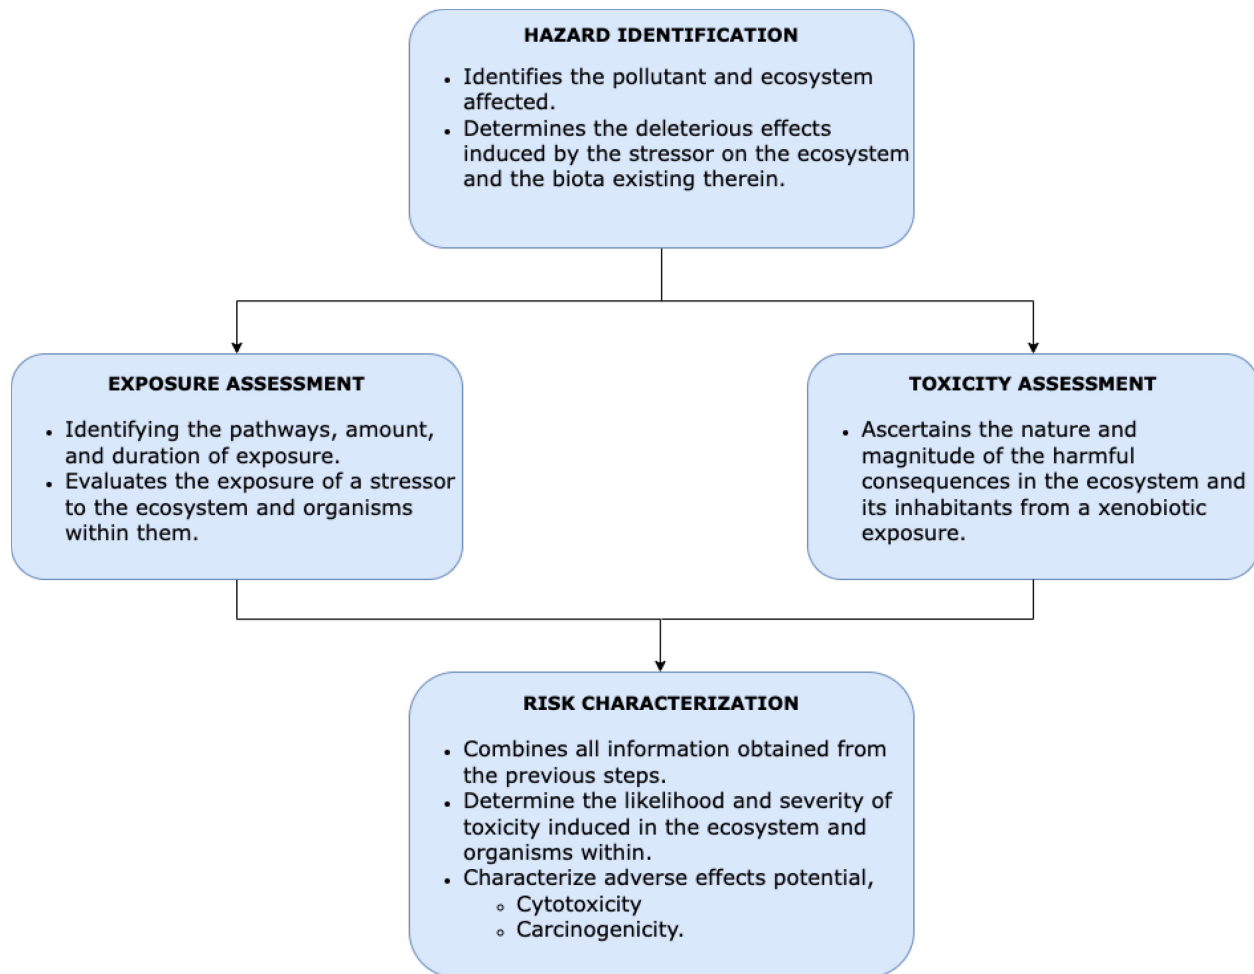 HAZARD IDENTIFICATION
• Identifies the pollutant and ecosystem
affected.
• Determines the deleterious effects
induced by the stressor on the ecosystem
and the biota existing therein.
EXPOSURE ASSESSMENT
• Identifying the pathways, amount,
and duration of exposure.
• Evaluates the exposure of a stressor
to the ecosystem and organisms
within them.
TOXICITY ASSESSMENT
• Ascertains the nature and
magnitude of the harmful
consequences in the ecosystem and
its inhabitants from a xenobiotic
exposure.
RISK CHARACTERIZATION
• Combines all information obtained from
the previous steps.
• Determine the likelihood and severity of
toxicity induced in the ecosystem and
organisms within.
• Characterize adverse effects potential,
◦ Cytotoxicity
◦ Carcinogenicity.